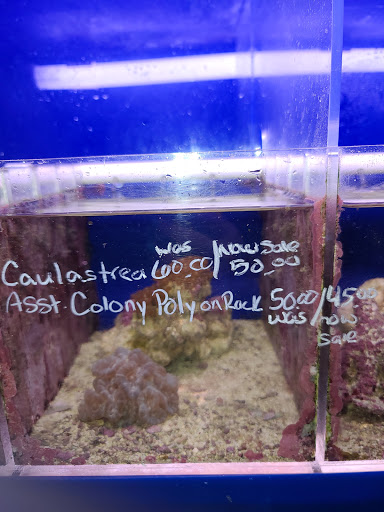 was / now sale
Caulastrea 60.00 / 50.00
Asst. Colony Poly on Rock 50.00 / 45.00
was / now
sale